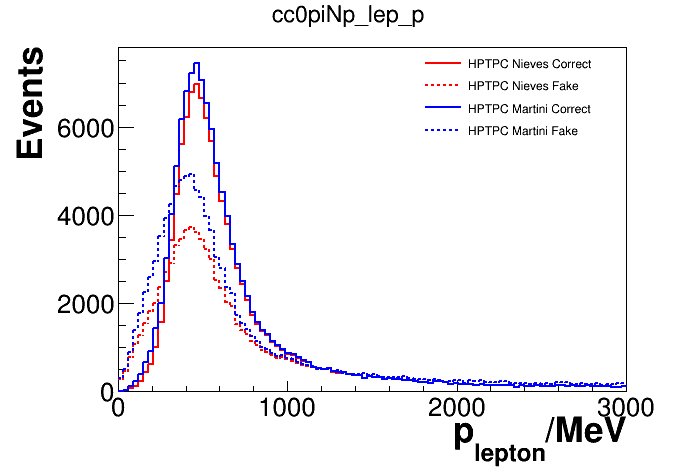 cc0piNp_lep_p
Events
6000
4000
2000
0
HPTPC Nieves Correct
HPTPC Nieves Fake
HPTPC Martini Correct
HPTPC Martini Fake
0 1000 2000 3000
plepton/MeV